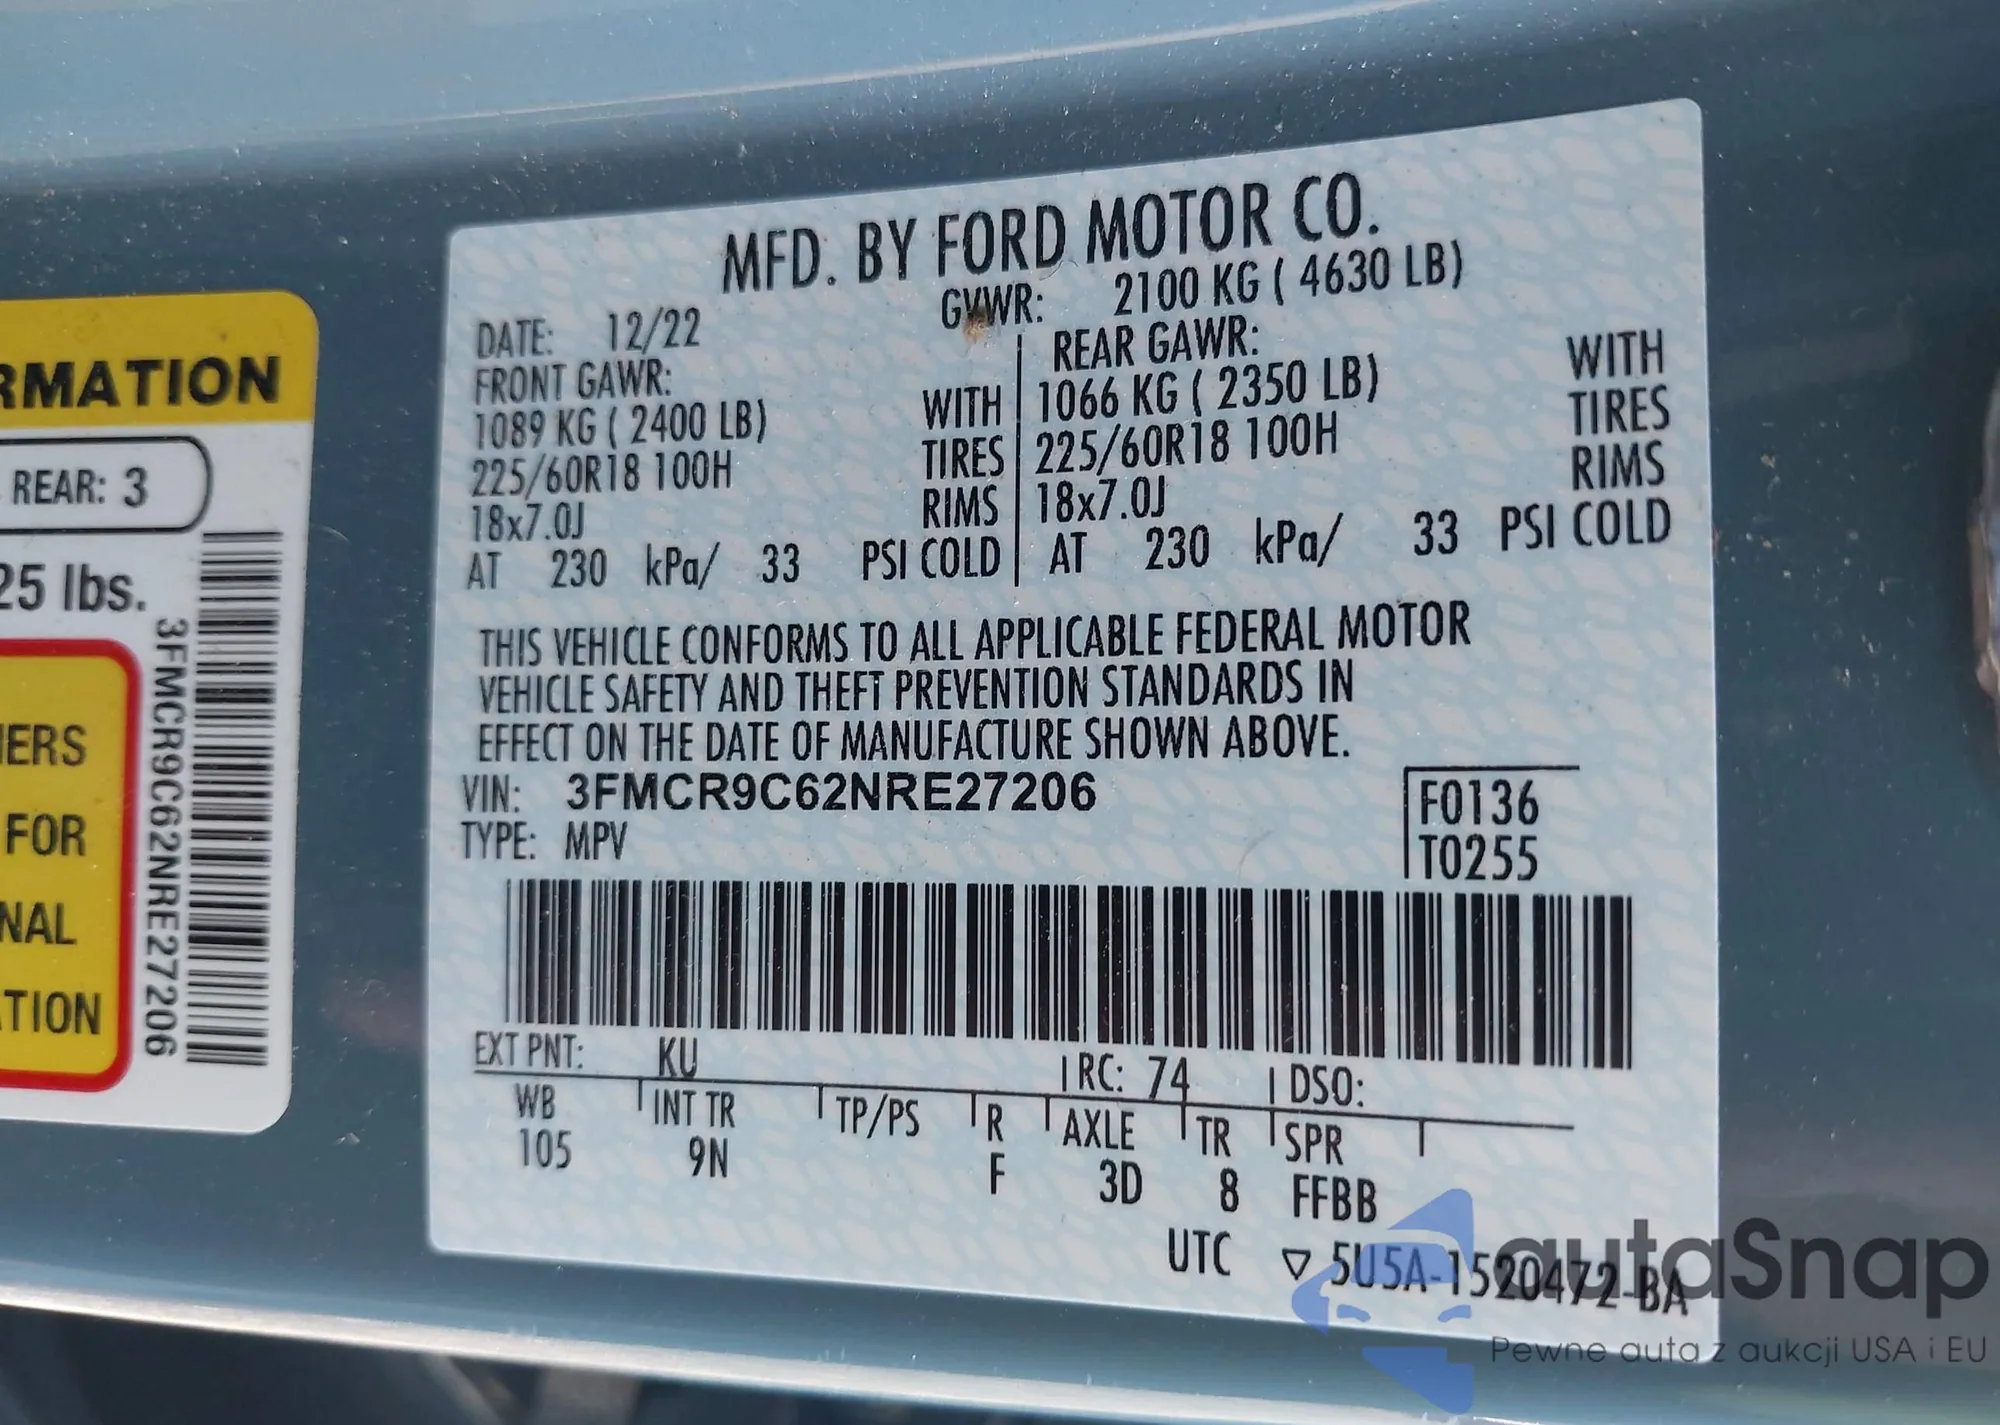 RMATION
REAR: 3
25 lbs.
IERS
FOR
NAL
ATION
3FMCR9C62NRE27206
MFD. BY FORD MOTOR CO.
DATE: 12/22 GVWR: 2100 KG ( 4630 LB)
FRONT GAWR: REAR GAWR:
1089 KG ( 2400 LB) WITH 1066 KG ( 2350 LB) WITH
225/60R18 100H TIRES 225/60R18 100H TIRES
18x7.0J RIMS 18x7.0J RIMS
AT 230 kPa/ 33 PSI COLD AT 230 kPa/ 33 PSI COLD
THIS VEHICLE CONFORMS TO ALL APPLICABLE FEDERAL MOTOR
VEHICLE SAFETY AND THEFT PREVENTION STANDARDS IN
EFFECT ON THE DATE OF MANUFACTURE SHOWN ABOVE.
VIN: 3FMCR9C62NRE27206 F0136
TYPE: MPV T0255
EXT PNT: KU RC: 74 DSO:
WB INT TR TP/PS R AXLE TR SPR
105 9N F 3D 8 FFBB
UTC ▽ 5U5A-1520472-BA
autaSnap
Pewne auta z aukcji USA i EU